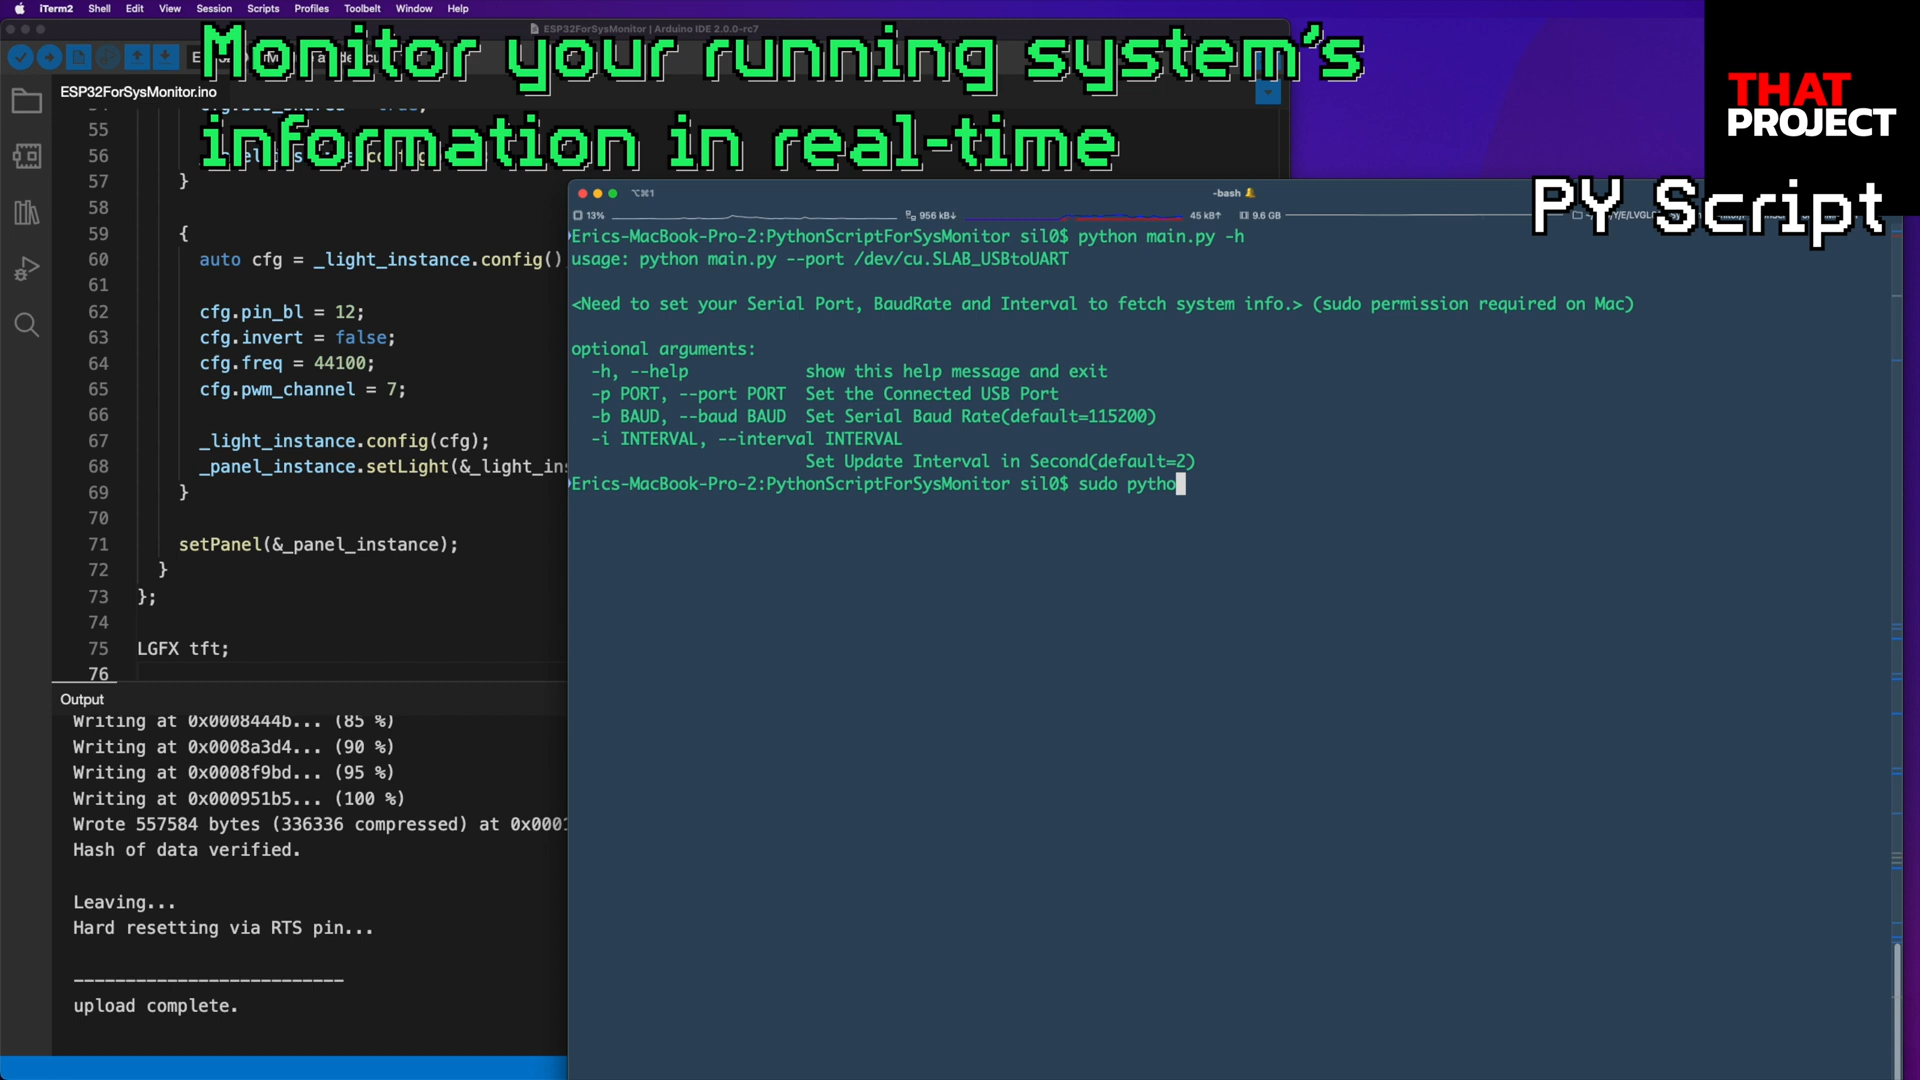 iTerm2 Shell Edit View Session Scripts Profiles Toolbelt Window Help
ESP32ForSysMonitor | Arduino IDE 2.0.0-rc7
Monitor your running system's
information in real-time
THAT
PROJECT
PY Script
ESP32ForSysMonitor.ino
55
56
57 }
58
59 {
60 auto cfg = _light_instance.config()
61
62 cfg.pin_bl = 12;
63 cfg.invert = false;
64 cfg.freq = 44100;
65 cfg.pwm_channel = 7;
66
67 _light_instance.config(cfg);
68 _panel_instance.setLight(&_light_in
69 }
70
71 setPanel(&_panel_instance);
72 }
73 };
74
75 LGFX tft;
76
Output
Writing at 0x0008444b... (85 %)
Writing at 0x0008a3d4... (90 %)
Writing at 0x0008f9bd... (95 %)
Writing at 0x000951b5... (100 %)
Wrote 557584 bytes (336336 compressed) at 0x000
Hash of data verified.
Leaving...
Hard resetting via RTS pin...
--------------------------
upload complete.
⌥⌘1 -bash
13% 956 kB↓ 45 kB↑ 9.6 GB
Erics-MacBook-Pro-2:PythonScriptForSysMonitor sil0$ python main.py -h
usage: python main.py --port /dev/cu.SLAB_USBtoUART
<Need to set your Serial Port, BaudRate and Interval to fetch system info.> (sudo permission required on Mac)
optional arguments:
-h, --help show this help message and exit
-p PORT, --port PORT Set the Connected USB Port
-b BAUD, --baud BAUD Set Serial Baud Rate(default=115200)
-i INTERVAL, --interval INTERVAL
Set Update Interval in Second(default=2)
Erics-MacBook-Pro-2:PythonScriptForSysMonitor sil0$ sudo pytho